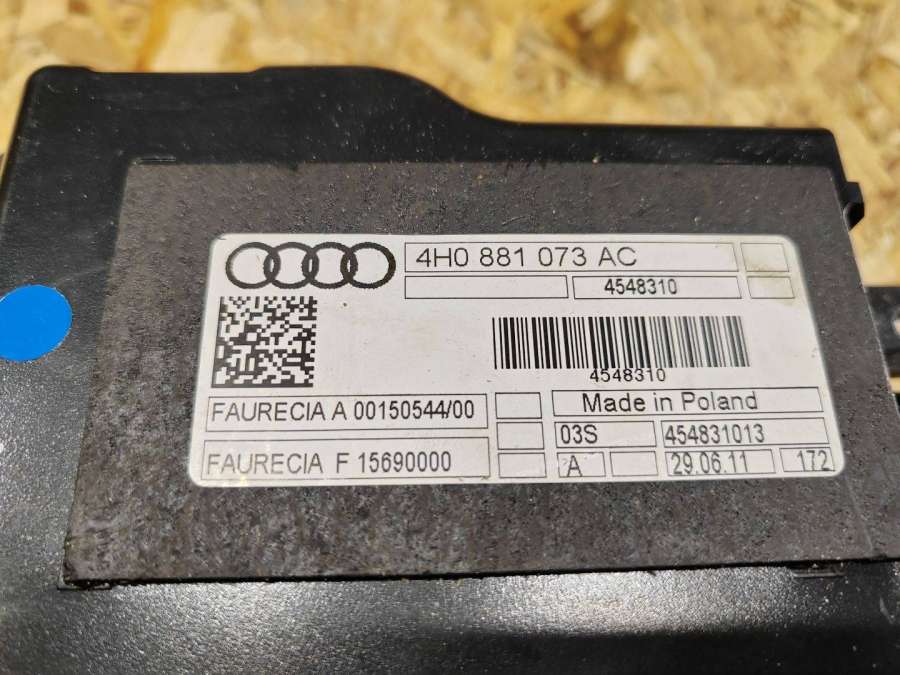 4H0 881 073 AC
4548310
4548310
FAURECIA A 00150544/00
Made in Poland
03S 454831013
FAURECIA F 15690000
A 29.06.11 172